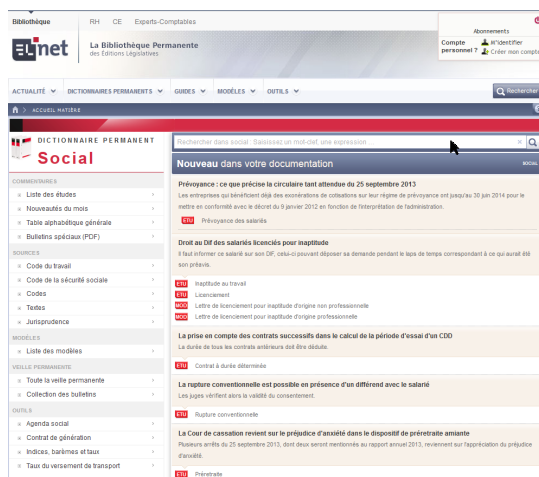 Bibliothèque RH CE Experts-Comptables
Abonnements
ELnet
La Bibliothèque Permanente
des Éditions Législatives
Compte personnel ? M'identifier
Créer mon compte
ACTUALITÉ DICTIONNAIRES PERMANENTS GUIDES MODÈLES OUTILS Rechercher
> ACCUEIL MATIÈRE
DICTIONNAIRE PERMANENT
Social
Rechercher dans social : Saisissez un mot-clef, une expression ...
Nouveau dans votre documentation SOCIAL
COMMENTAIRES
Liste des études
Nouveautés du mois
Table alphabétique générale
Bulletins spéciaux (PDF)
SOURCES
Code du travail
Code de la sécurité sociale
Codes
Textes
Jurisprudence
MODÈLES
Liste des modèles
VEILLE PERMANENTE
Toute la veille permanente
Collection des bulletins
OUTILS
Agenda social
Contrat de génération
Indices, barèmes et taux
Taux du versement de transport
Prévoyance : ce que précise la circulaire tant attendue du 25 septembre 2013
Les entreprises qui bénéficient déjà des exonérations de cotisations sur leur régime de prévoyance ont jusqu'au 30 juin 2014 pour le
mettre en conformité avec le décret du 9 janvier 2012 en fonction de l'interprétation de l'administration.
ETU Prévoyance des salariés
Droit au Dif des salariés licenciés pour inaptitude
Il faut informer ce salarié sur son DIF, celui-ci pouvant déposer sa demande pendant le laps de temps correspondant à ce qui aurait été
son préavis.
ETU Inaptitude au travail
ETU Licenciement
MOD Lettre de licenciement pour inaptitude d'origine non professionnelle
MOD Lettre de licenciement pour inaptitude d'origine professionnelle
La prise en compte des contrats successifs dans le calcul de la période d'essai d'un CDD
La durée de tous les contrats antérieurs doit être déduite.
ETU Contrat à durée déterminée
La rupture conventionnelle est possible en présence d'un différend avec le salarié
Les juges vérifient alors la validité du consentement.
ETU Rupture conventionnelle
La Cour de cassation revient sur le préjudice d'anxiété dans le dispositif de préretraite amiante
Plusieurs arrêts du 25 septembre 2013, dont deux seront mentionnés au rapport annuel 2013, reviennent sur l'appréciation du préjudice
d'anxiété.
ETU Préretraite